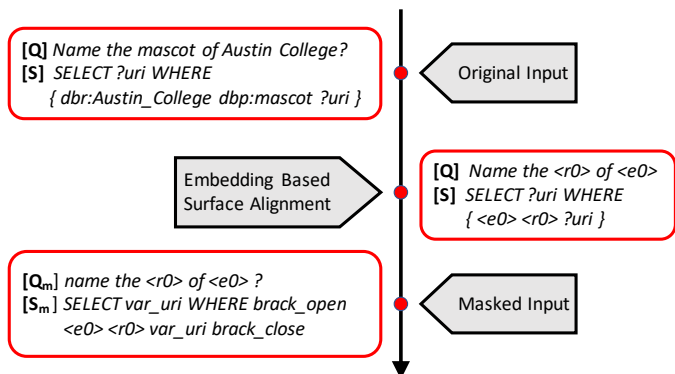 [Q] Name the mascot of Austin College?
[S] SELECT ?uri WHERE
{ dbr:Austin_College dbp:mascot ?uri }
Original Input
Embedding Based
Surface Alignment
[Q] Name the <r0> of <e0>
[S] SELECT ?uri WHERE
{ <e0> <r0> ?uri }
[Qm] name the <r0> of <e0> ?
[Sm] SELECT var_uri WHERE brack_open
<e0> <r0> var_uri brack_close
Masked Input